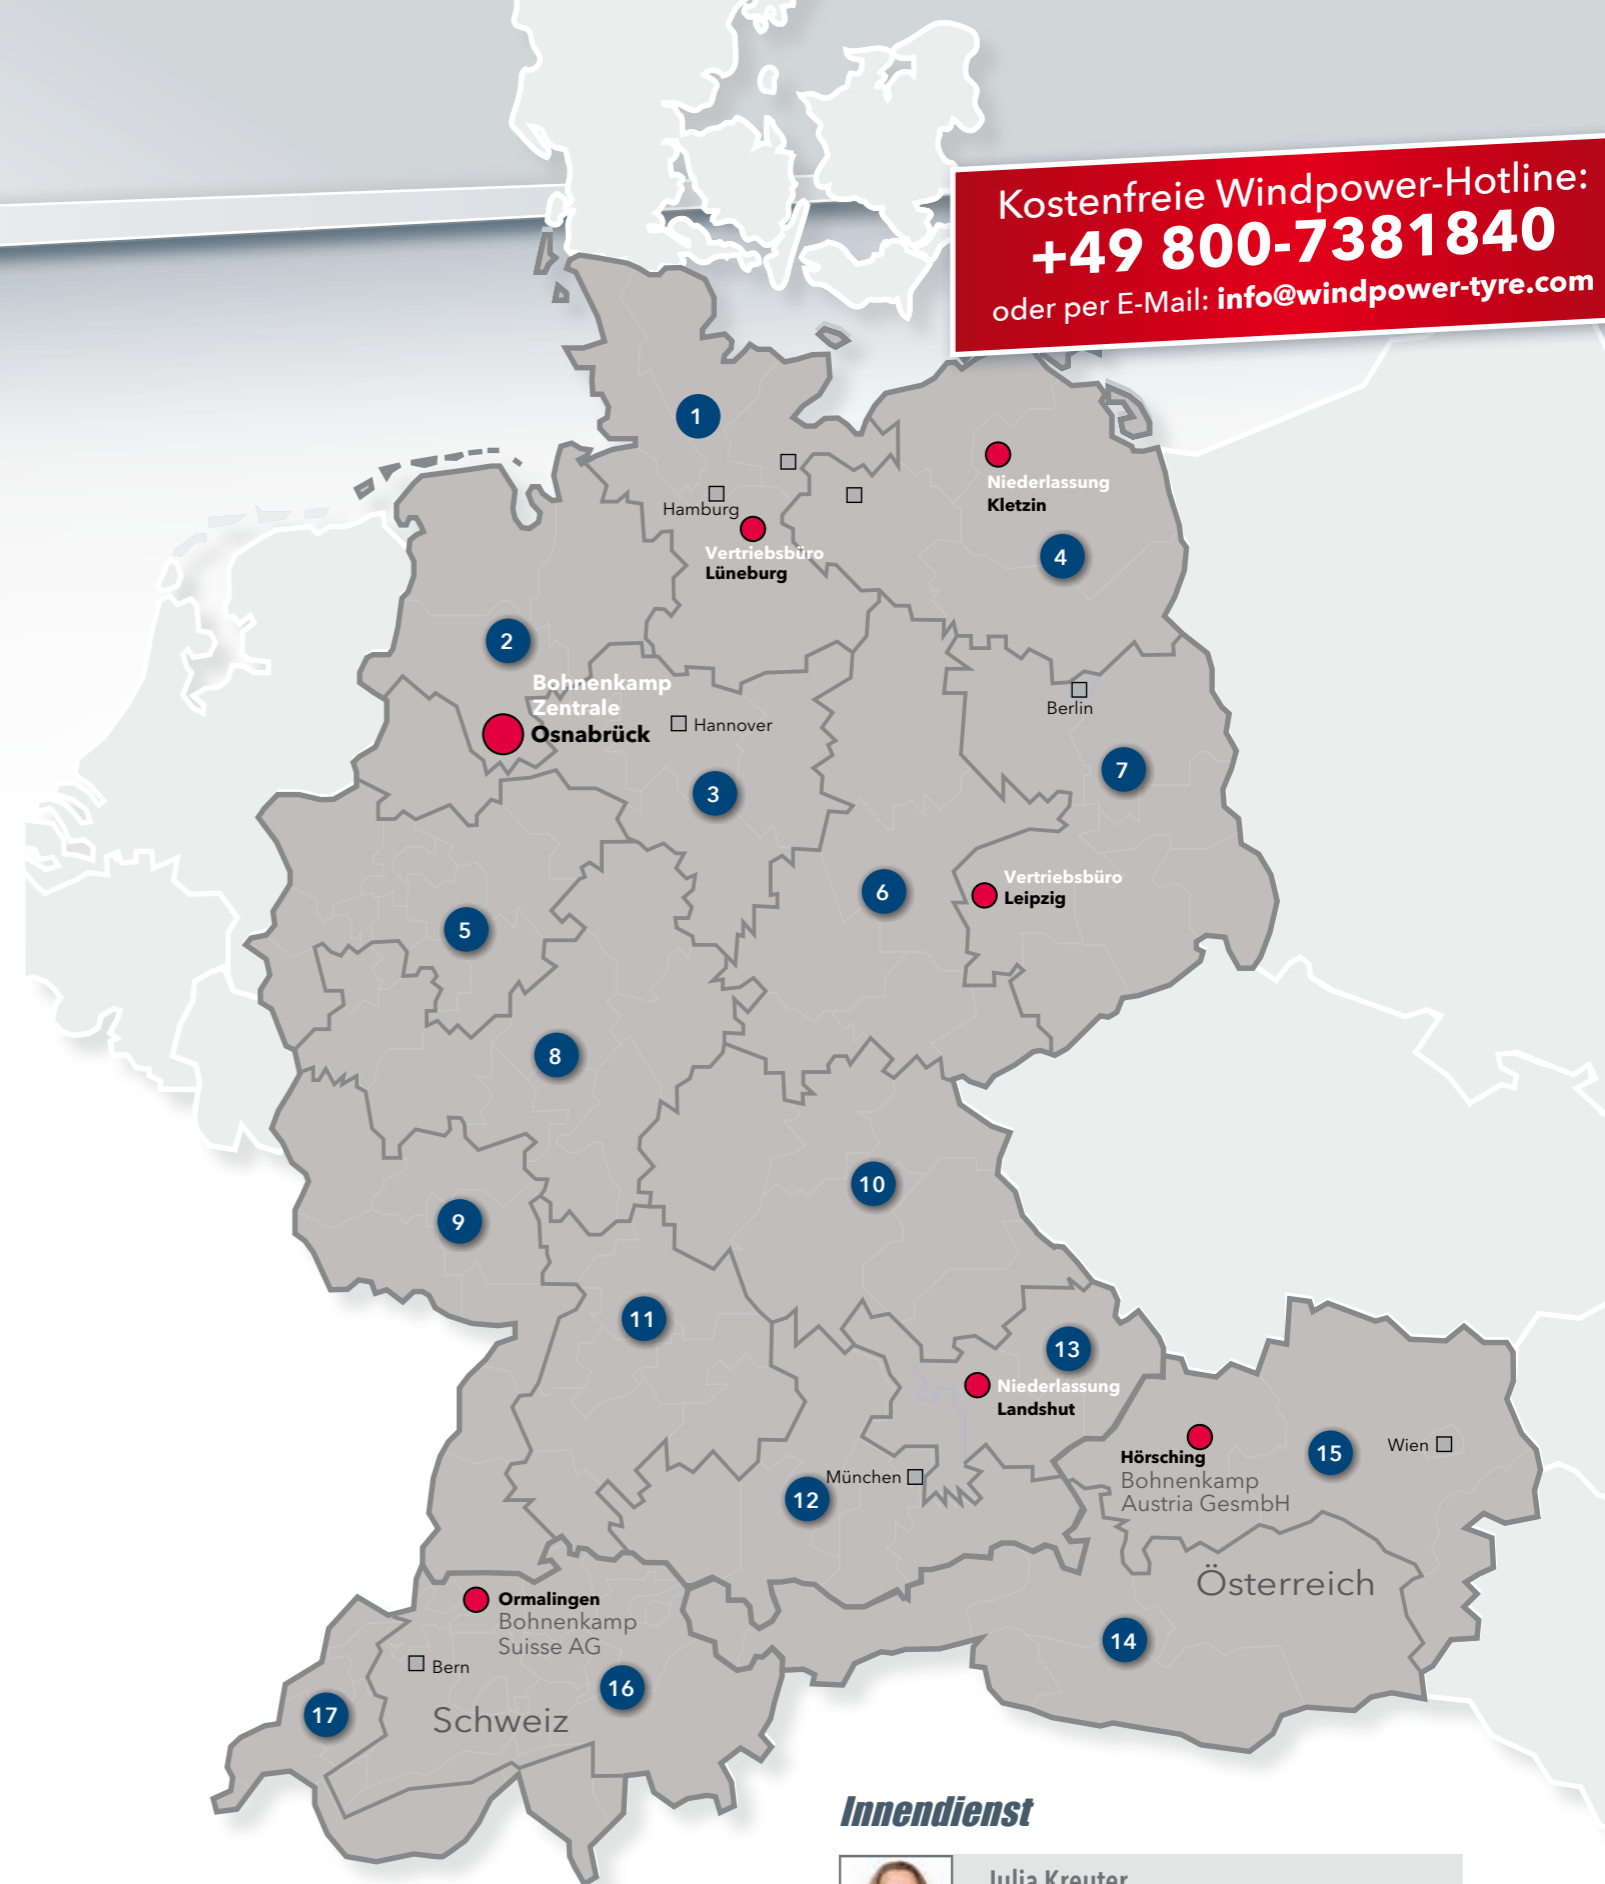 Kostenfreie Windpower-Hotline:
+49 800-7381840
oder per E-Mail: info@windpower-tyre.com
1
Niederlassung
Kletzin
Hamburg
Vertriebsbüro
Lüneburg
4
2
Bohnenkamp
Zentrale
Osnabrück
Hannover
Berlin
3
7
6
Vertriebsbüro
Leipzig
5
8
10
9
11
13
Niederlassung
Landshut
Hörsching
Bohnenkamp
Austria GesmbH
15
Wien
München
12
Österreich
Ormalingen
Bohnenkamp
Suisse AG
Bern
14
16
17
Schweiz
Innendienst
Julia Kreuter